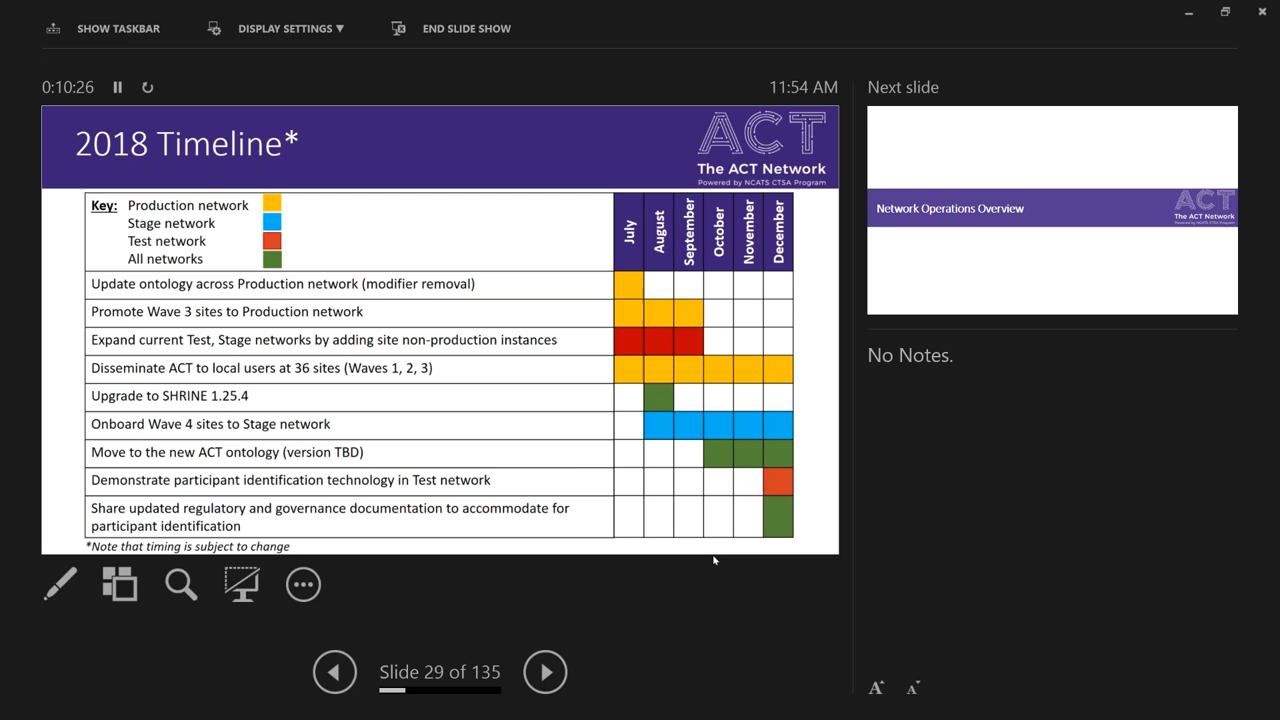 SHOW TASKBAR
DISPLAY SETTINGS ▼
END SLIDE SHOW
0:10:26
11:54 AM
Next slide
2018 Timeline*
ACT
The ACT Network
Powered by NCATS CTSA Program
Key: Production network
Stage network
Test network
All networks
July
August
September
October
November
December
Update ontology across Production network (modifier removal)
Promote Wave 3 sites to Production network
Expand current Test, Stage networks by adding site non-production instances
Disseminate ACT to local users at 36 sites (Waves 1, 2, 3)
Upgrade to SHRINE 1.25.4
Onboard Wave 4 sites to Stage network
Move to the new ACT ontology (version TBD)
Demonstrate participant identification technology in Test network
Share updated regulatory and governance documentation to accommodate for
participant identification
*Note that timing is subject to change
Network Operations Overview
ACT
The ACT Network
Powered by NCATS CTSA Program
No Notes.
Slide 29 of 135
A A